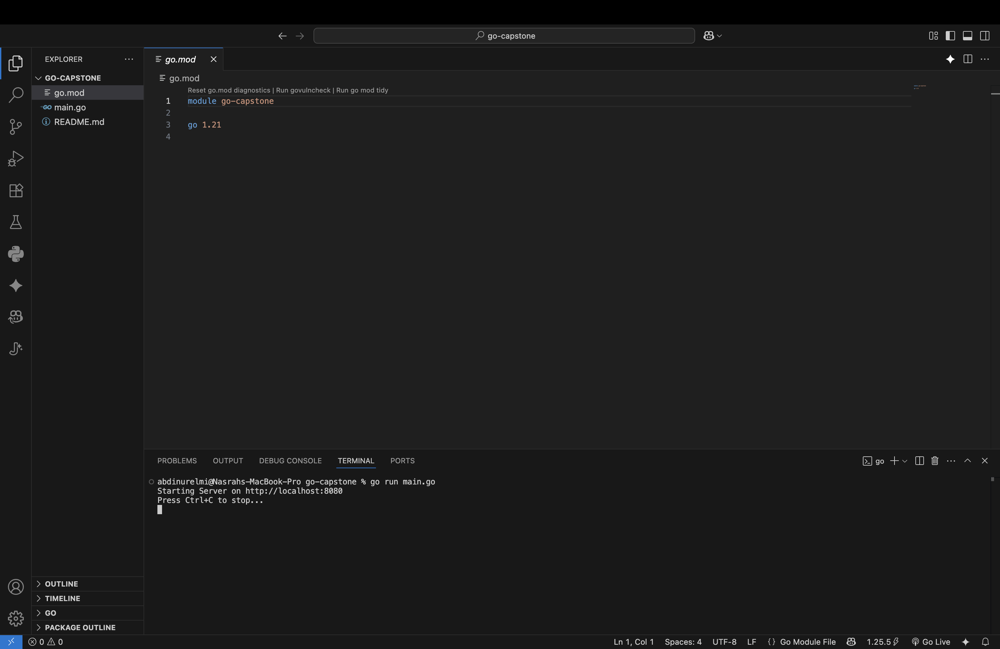 go-capstone
EXPLORER
GO-CAPSTONE
go.mod
GO main.go
README.md
OUTLINE
TIMELINE
GO
PACKAGE OUTLINE
go.mod
go.mod
Reset go.mod diagnostics | Run govulncheck | Run go mod tidy
1 module go-capstone
2
3 go 1.21
4
PROBLEMS OUTPUT DEBUG CONSOLE TERMINAL PORTS go
abdinurelmi@Nasrahs-MacBook-Pro go-capstone % go run main.go
Starting Server on http://localhost:8080
Press Ctrl+C to stop...
0 0 Ln 1, Col 1 Spaces: 4 UTF-8 LF {} Go Module File 1.25.5 Go Live